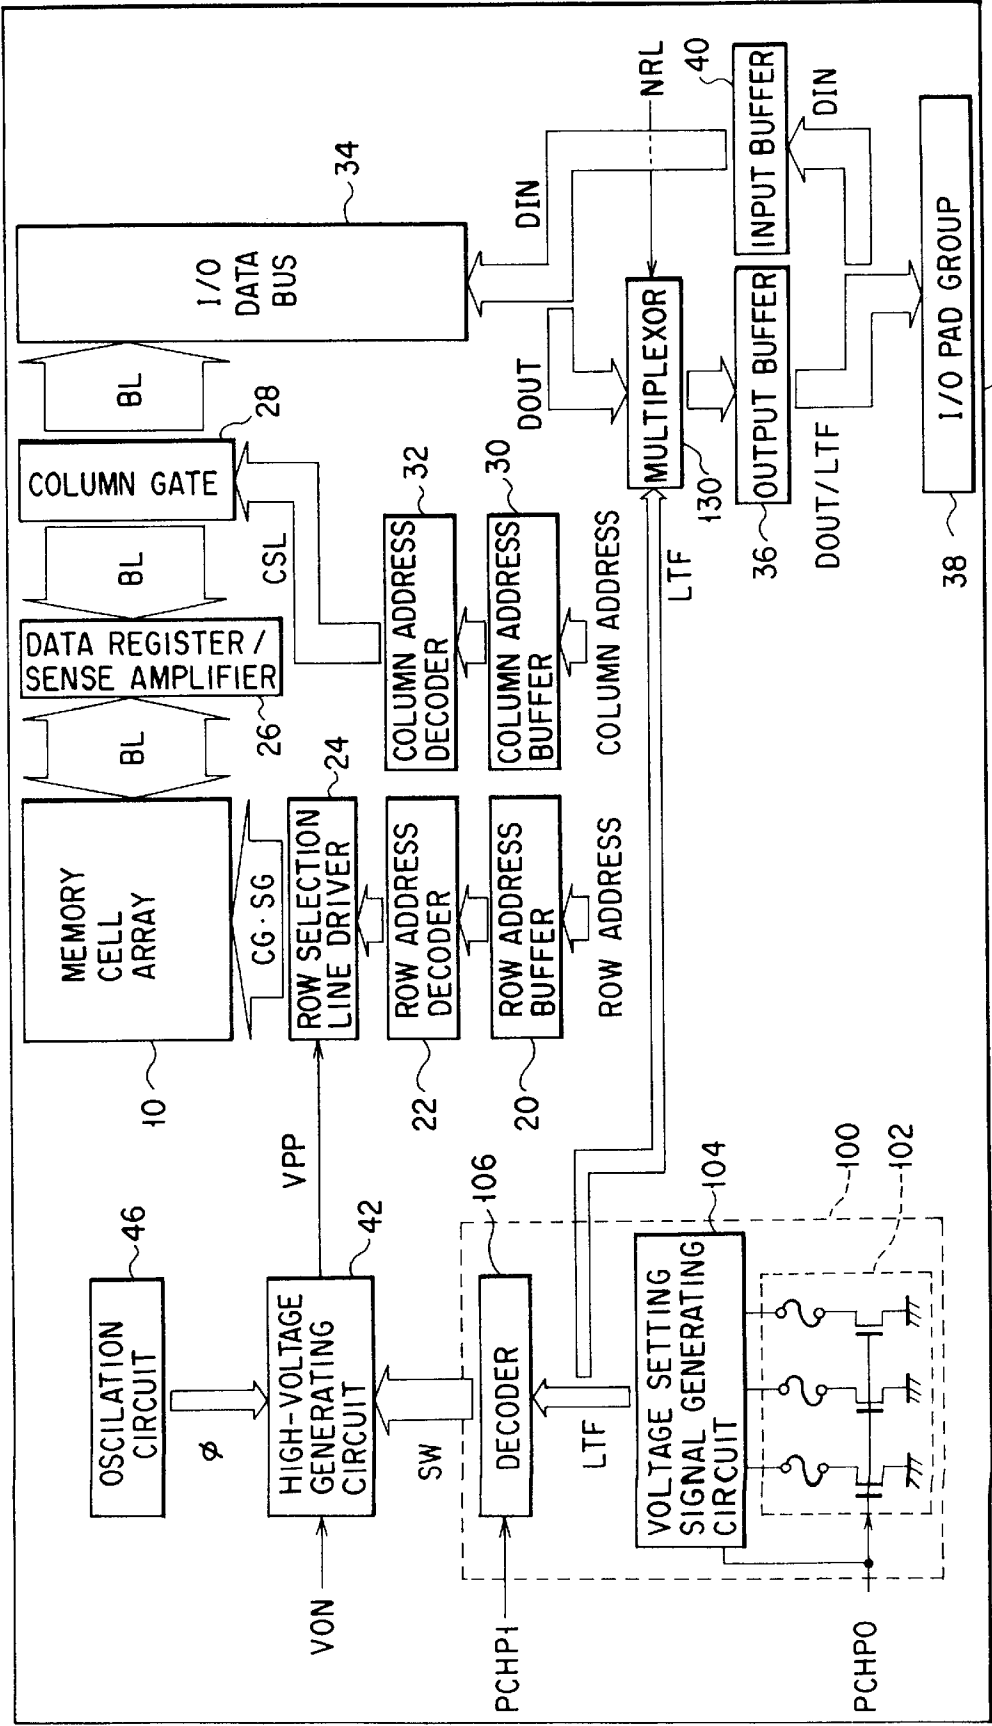 OSCILATION
CIRCUIT
46
φ
VON
HIGH-VOLTAGE
GENERATING
CIRCUIT
42
VPP
SW
PCHP1
DECODER
106
LTF
VOLTAGE SETTING
SIGNAL GENERATING
CIRCUIT
104
100
102
PCHP0
MEMORY
CELL
ARRAY
10
BL
DATA REGISTER /
SENSE AMPLIFIER
26
BL
COLUMN GATE
28
BL
I/O
DATA
BUS
34
CG·SG
CSL
ROW SELECTION
LINE DRIVER
24
ROW ADDRESS
DECODER
22
ROW ADDRESS
BUFFER
20
ROW ADDRESS
COLUMN ADDRESS
DECODER
32
COLUMN ADDRESS
BUFFER
30
COLUMN ADDRESS
LTF
DOUT
DIN
MULTIPLEXOR
130
NRL
OUTPUT BUFFER
36
INPUT BUFFER
40
DOUT/LTF
DIN
I/O PAD GROUP
38